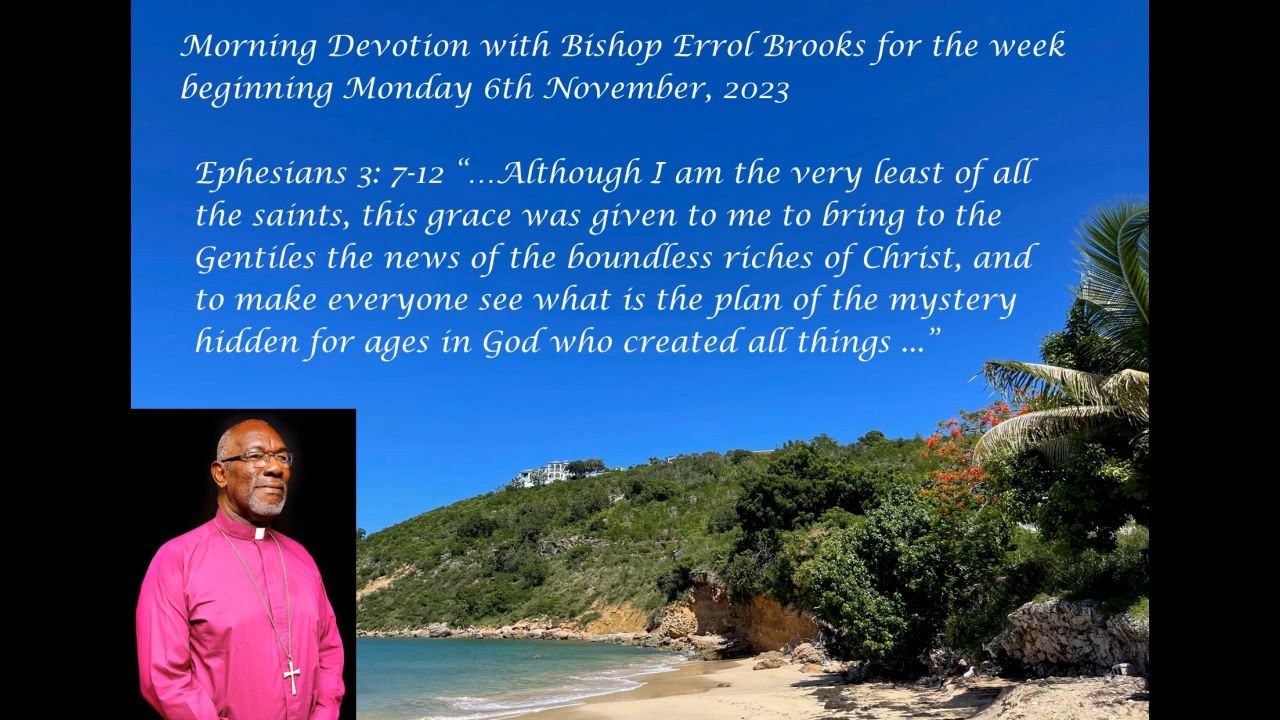 Morning Devotion with Bishop Errol Brooks for the week
beginning Monday 6th November, 2023
Ephesians 3: 7-12 “…Although I am the very least of all
the saints, this grace was given to me to bring to the
Gentiles the news of the boundless riches of Christ, and
to make everyone see what is the plan of the mystery
hidden for ages in God who created all things ...”